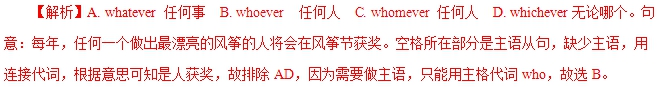 【解析】A. whatever 任何事 B. whoever 任何人 C. whomever 任何人 D. whichever 无论哪个。句
意：每年，任何一个做出最漂亮的风筝的人将会在风筝节获奖。空格所在部分是主语从句，缺少主语，用
连接代词，根据意思可知是人获奖，故排除 AD，因为需要做主语，只能用主格代词 who，故选 B。